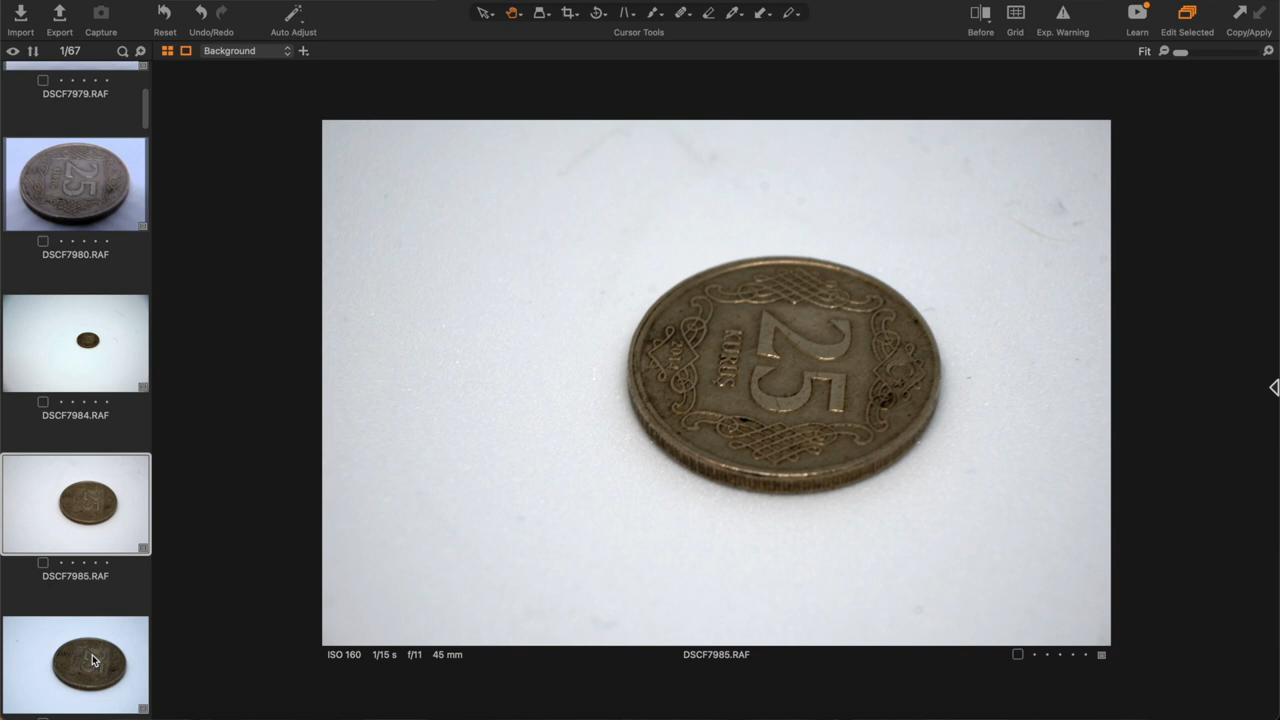 Import Export Capture Reset Undo/Redo Auto Adjust Cursor Tools Before Grid Exp. Warning Learn Edit Selected Copy/Apply
1/67 Background Fit
DSCF7979.RAF
25
DSCF7980.RAF
DSCF7984.RAF
25
DSCF7985.RAF
25
KURUŞ
ISO 160 1/15 s f/11 45 mm DSCF7985.RAF